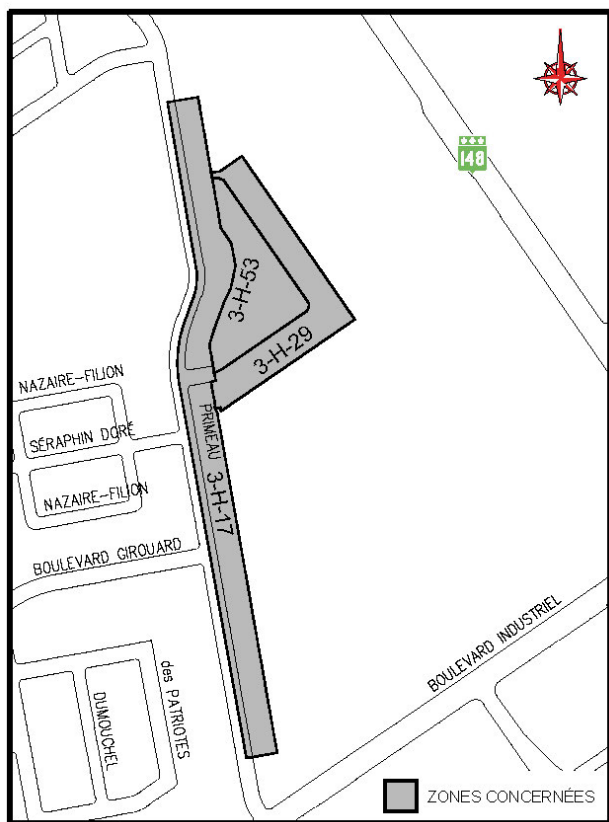 148
3-H-53
3-H-29
NAZAIRE-FILION
SÉRAPHIN DORÉ
PRIMEAU
3-H-17
NAZAIRE-FILION
BOULEVARD GIROUARD
BOULEVARD INDUSTRIEL
des PATRIOTES
DUMOUCHEL
ZONES CONCERNÉES